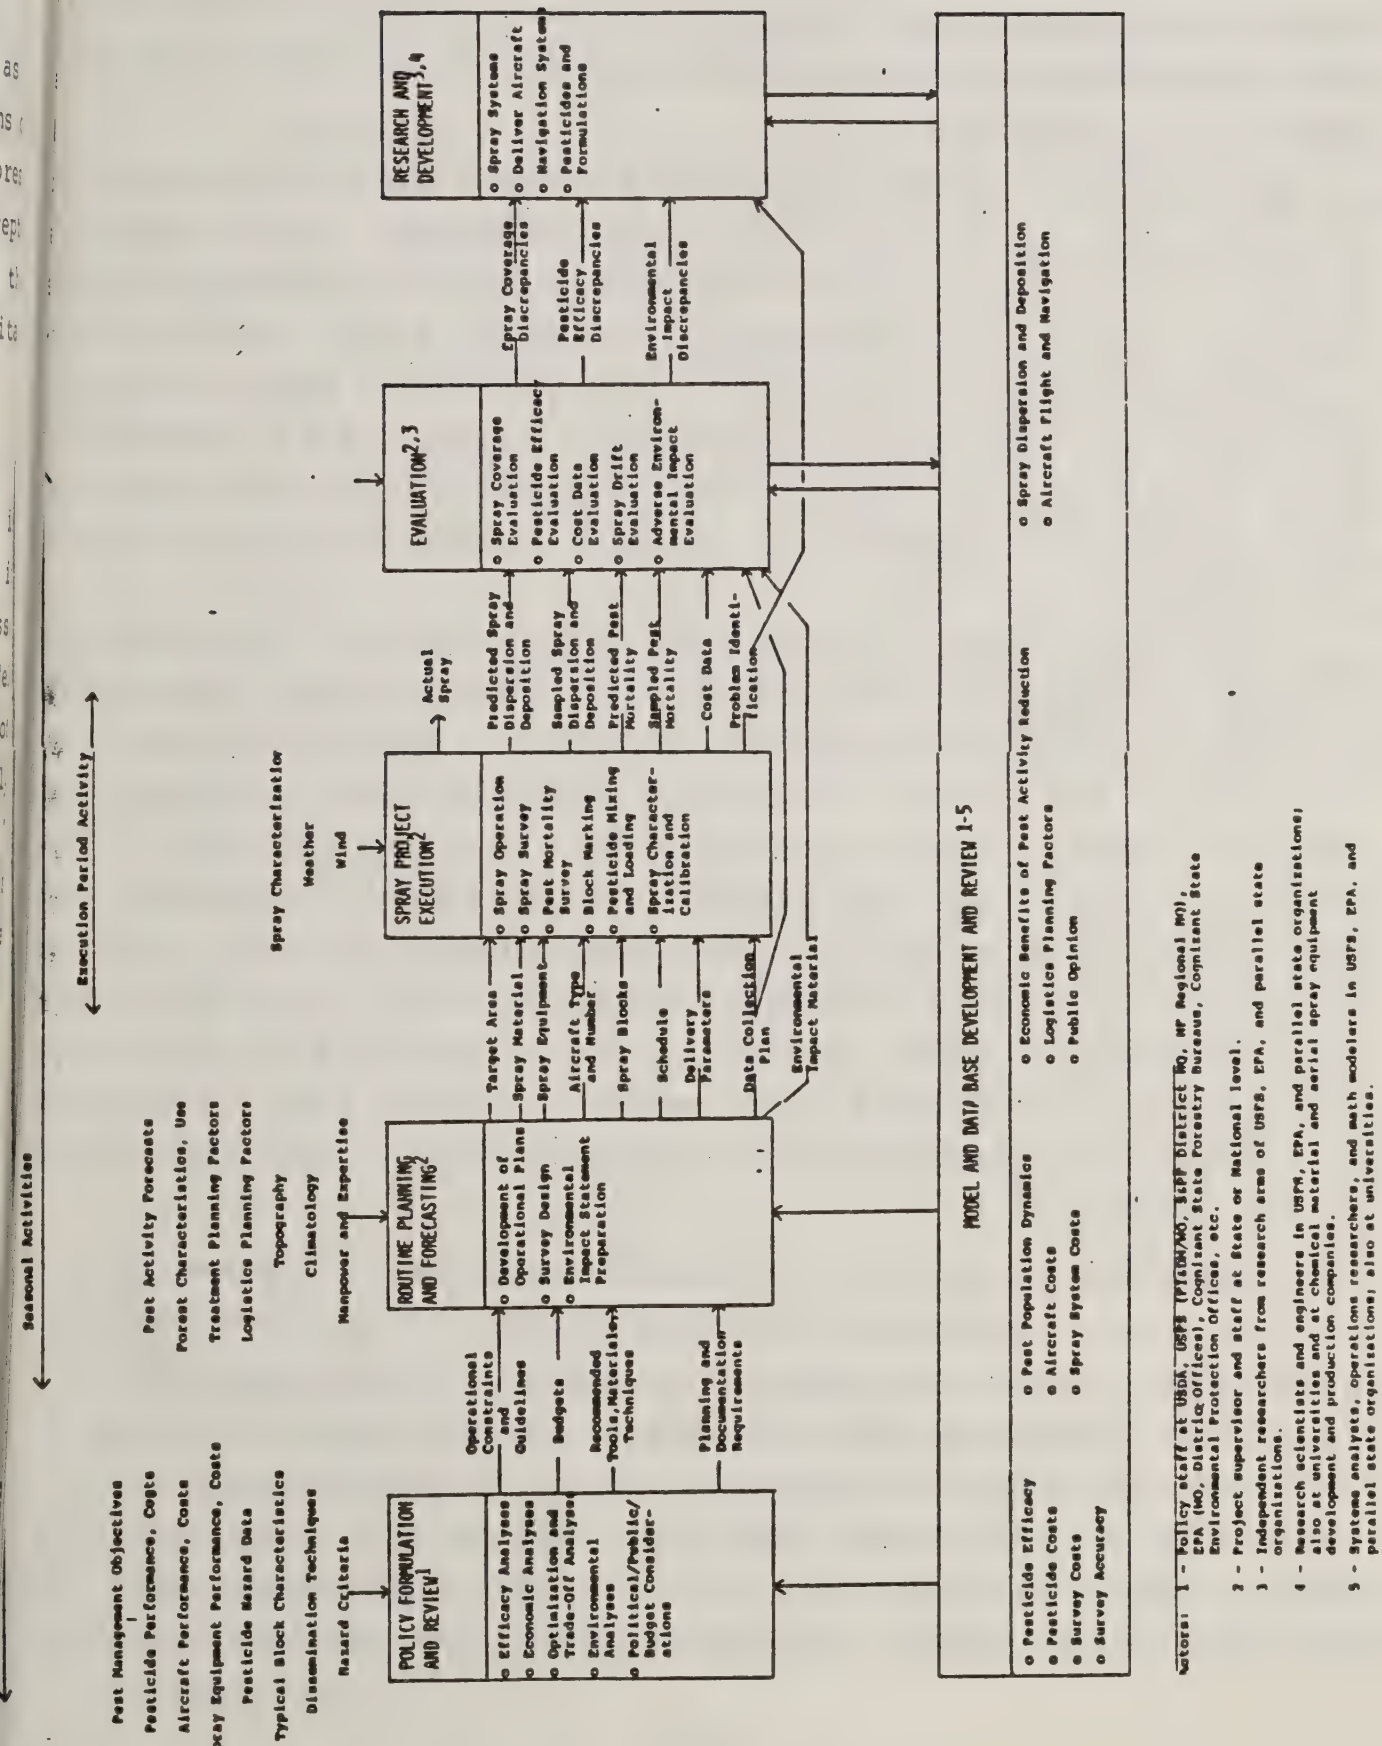 Seasonal Activities
Execution Period Activity
Pest Management Objectives
Pesticide Performance, Costs
Aircraft Performance, Costs
pray Equipment Performance, Costs
Pesticide Hazard Data
Typical Block Characteristics
Dissemination Techniques
Hazard Criteria
Pest Activity Forecasts
Forest Characteristics, Use
Treatment Planning Factors
Logistics Planning Factors
Topography
Climatology
Manpower and Expertise
Spray Characterization
Weather
Wind
POLICY FORMULATION
AND REVIEW1
o Efficacy Analyses
o Economic Analyses
o Optimization and
Trade-Off Analyses
o Environmental
Analyses
o Political/Public/
Budget Consider-
ations
Operational
Constraints
and
Guidelines
Budgets
Recommended
Tools,Materials,
Techniques
Planning and
Documentation
Requirements
ROUTINE PLANNING
AND FORECASTING2
o Development of
Operational Plans
o Survey Design
o Environmental
Impact Statement
Preparation
Target Area
Spray Material
Spray Equipment
Aircraft Type
and Number
Spray Blocks
Schedule
Delivery
Parameters
Data Collection
Plan
Environmental
Impact Material
SPRAY PROJECT
EXECUTION2
o Spray Operation
o Spray Survey
o Pest Mortality
Survey
o Block Marking
o Pesticide Mixing
and Loading
o Spray Character-
ization and
Calibration
Actual
Spray
Predicted Spray
Dispersion and
Deposition
Sampled Spray
Dispersion and
Deposition
Predicted Pest
Mortality
Sampled Pest
Mortality
Cost Data
Problem Identi-
fication
EVALUATION2,3
o Spray Coverage
Evaluation
o Pesticide Efficacy
Evaluation
o Cost Data
Evaluation
o Spray Drift
Evaluation
o Adverse Environ-
mental Impact
Evaluation
Spray Coverage
Discrepancies
Pesticide
Efficacy
Discrepancies
Environmental
Impact
Discrepancies
RESEARCH AND
DEVELOPMENT3,4
o Spray Systems
o Deliver Aircraft
o Navigation Systems
o Pesticides and
Formulations
MODEL AND DATA BASE DEVELOPMENT AND REVIEW 1-5
o Pesticide Efficacy
o Pesticide Costs
o Survey Costs
o Survey Accuracy
o Pest Population Dynamics
o Aircraft Costs
o Spray System Costs
o Economic Benefits of Pest Activity Reduction
o Logistics Planning Factors
o Public Opinion
o Spray Dispersion and Deposition
o Aircraft Flight and Navigation
1 - Policy staff at USDA, USFS HQ, NF Regional HQ),
EPA (HQ, District Offices), Cognizant State Forestry Bureaus, Cognizant State
Environmental Protection Offices, etc.
2 - Project supervisor and staff at State or National level.
3 - Independent researchers from research arms of USFS, EPA, and parallel state
organizations.
4 - Research scientists and engineers in USFS, EPA, and parallel state organizations;
also at universities and at chemical material and aerial spray equipment
development and production companies.
5 - Systems analysts, operations researchers, and math modelers in USFS, EPA, and
parallel state organizations; also at universities.